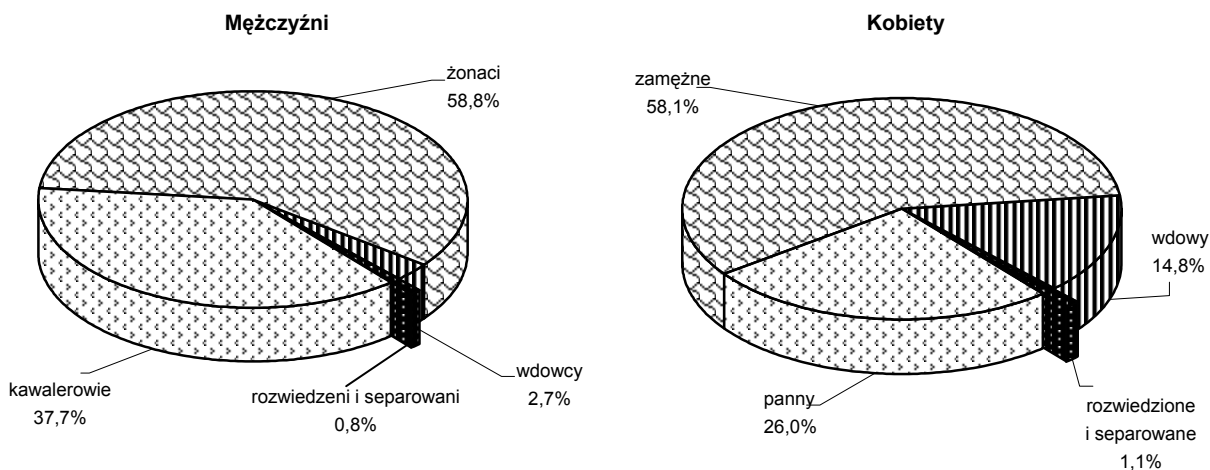 Mężczyźni
żonaci
58,8%
kawalerowie
37,7%
rozwiedzeni i separowani
0,8%
wdowcy
2,7%
Kobiety
zamężne
58,1%
wdowy
14,8%
panny
26,0%
rozwiedzione
i separowane
1,1%